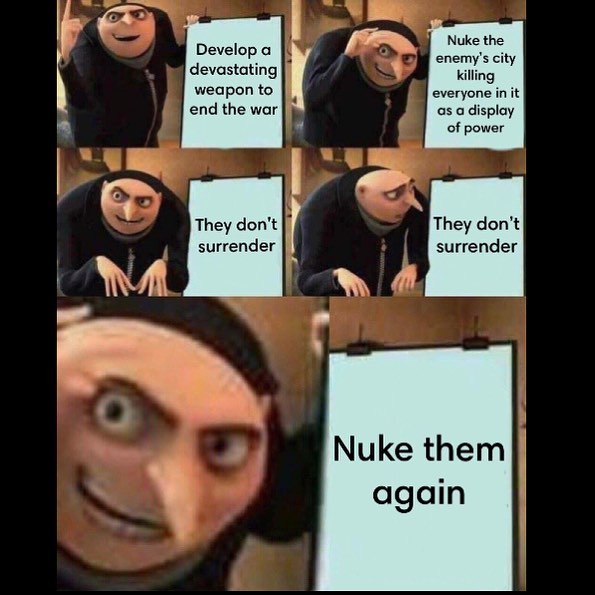 Develop a
devastating
weapon to
end the war
Nuke the
enemy's city
killing
everyone in it
as a display
of power
They don't
surrender
They don't
surrender
Nuke them
again